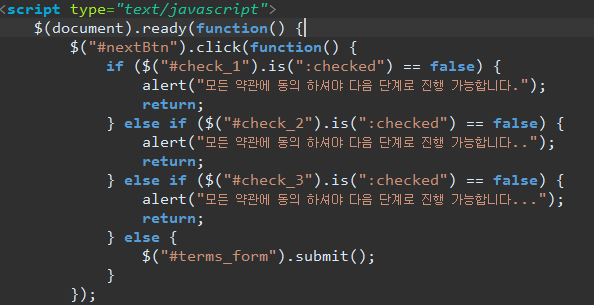 <script type="text/javascript">
$(document).ready(function() {
$("#nextBtn").click(function() {
if ($("#check_1").is(":checked") == false) {
alert("모든 약관에 동의 하셔야 다음 단계로 진행 가능합니다.");
return;
} else if ($("#check_2").is(":checked") == false) {
alert("모든 약관에 동의 하셔야 다음 단계로 진행 가능합니다..");
return;
} else if ($("#check_3").is(":checked") == false) {
alert("모든 약관에 동의 하셔야 다음 단계로 진행 가능합니다...");
return;
} else {
$("#terms_form").submit();
}
});